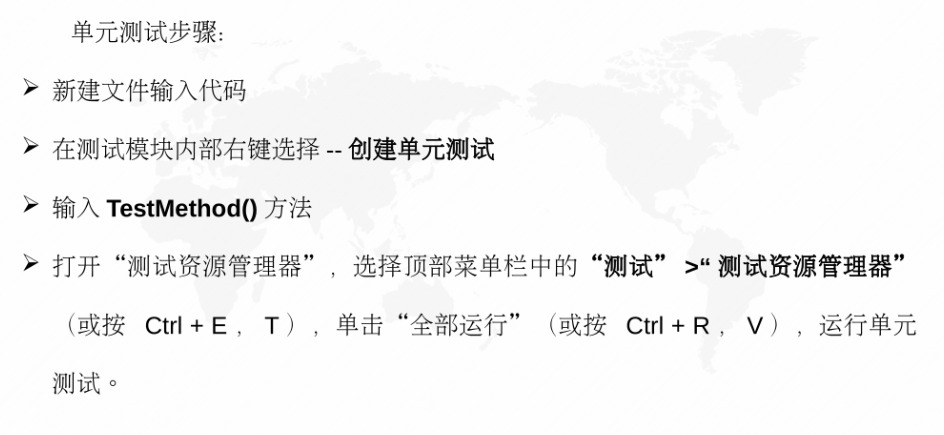 单元测试步骤:
➢ 新建文件输入代码
➢ 在测试模块内部右键选择 -- 创建单元测试
➢ 输入 TestMethod() 方法
➢ 打开“测试资源管理器”，选择顶部菜单栏中的“测试” >“ 测试资源管理器”
（或按 Ctrl + E ， T ），单击“全部运行”（或按 Ctrl + R ， V ），运行单元
测试。